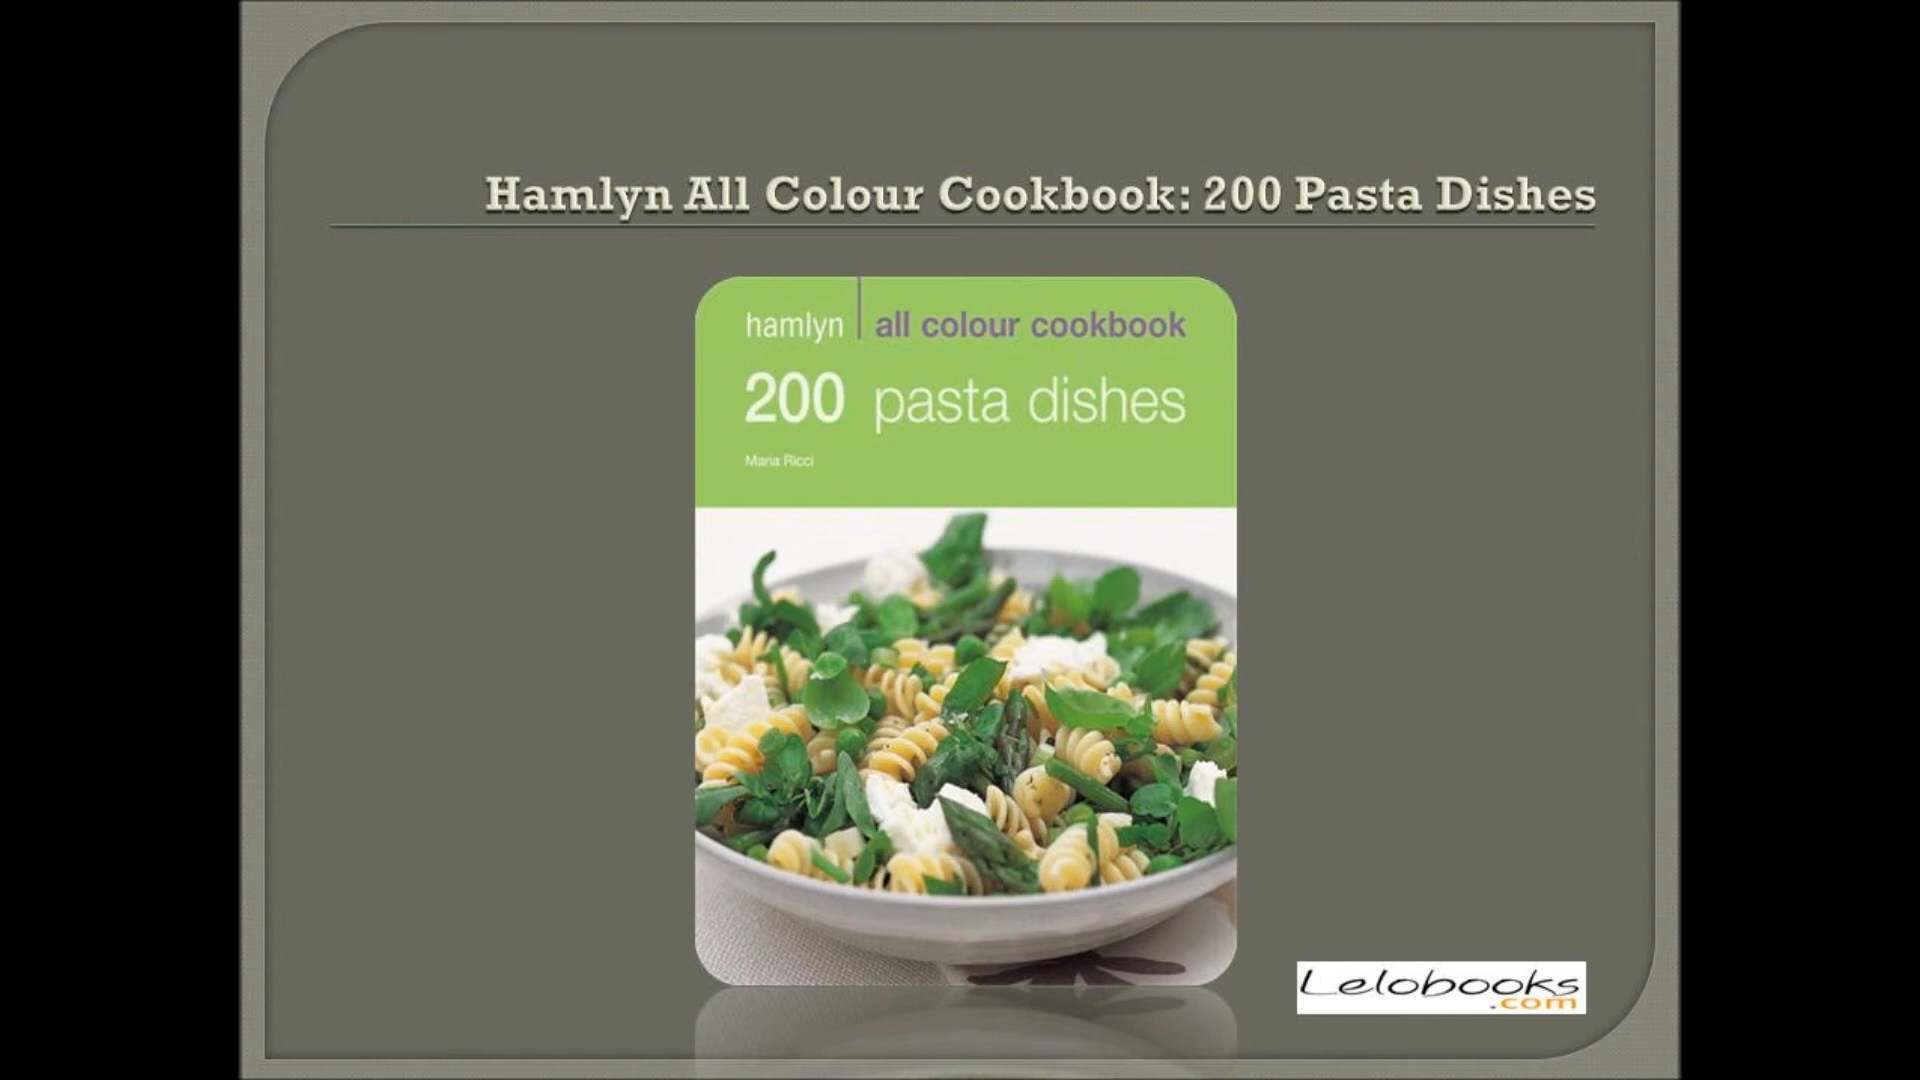 Hamlyn All Colour Cookbook: 200 Pasta Dishes
hamlyn all colour cookbook
200 pasta dishes
Maria Ricci
Lelobooks
.com